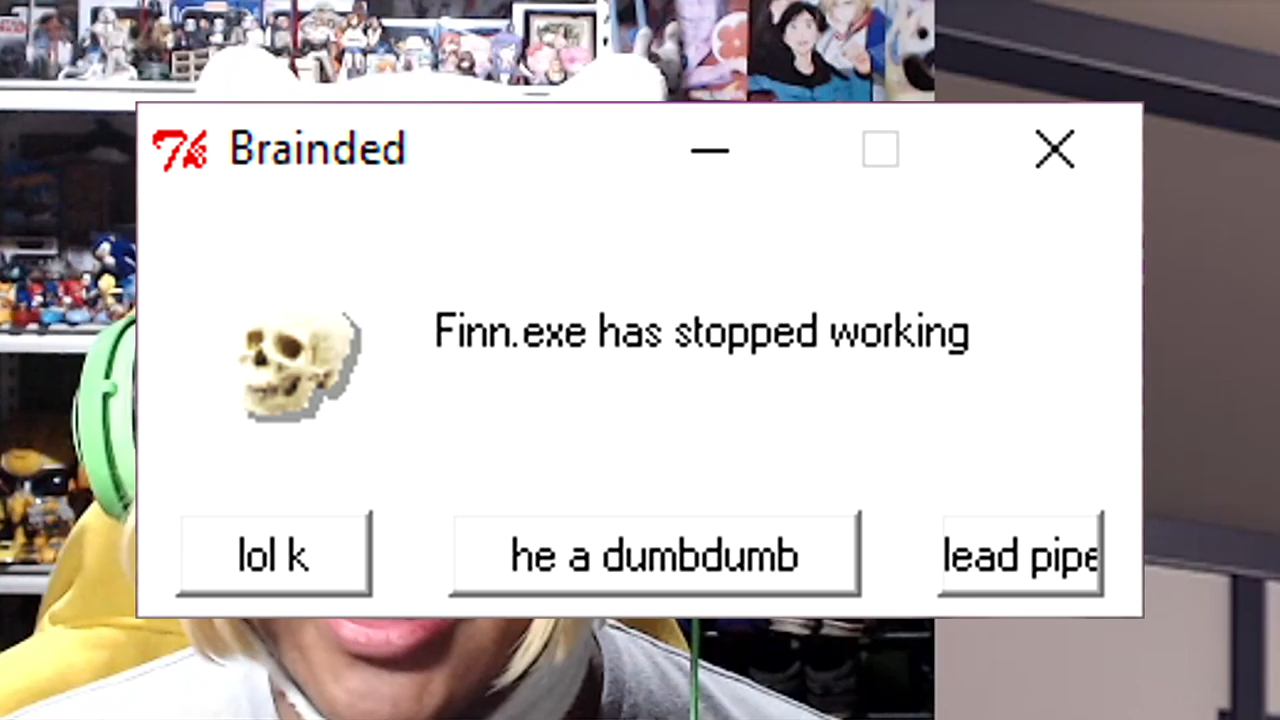 Brainded
Finn.exe has stopped working
lol k
he a dumbdumb
lead pipe